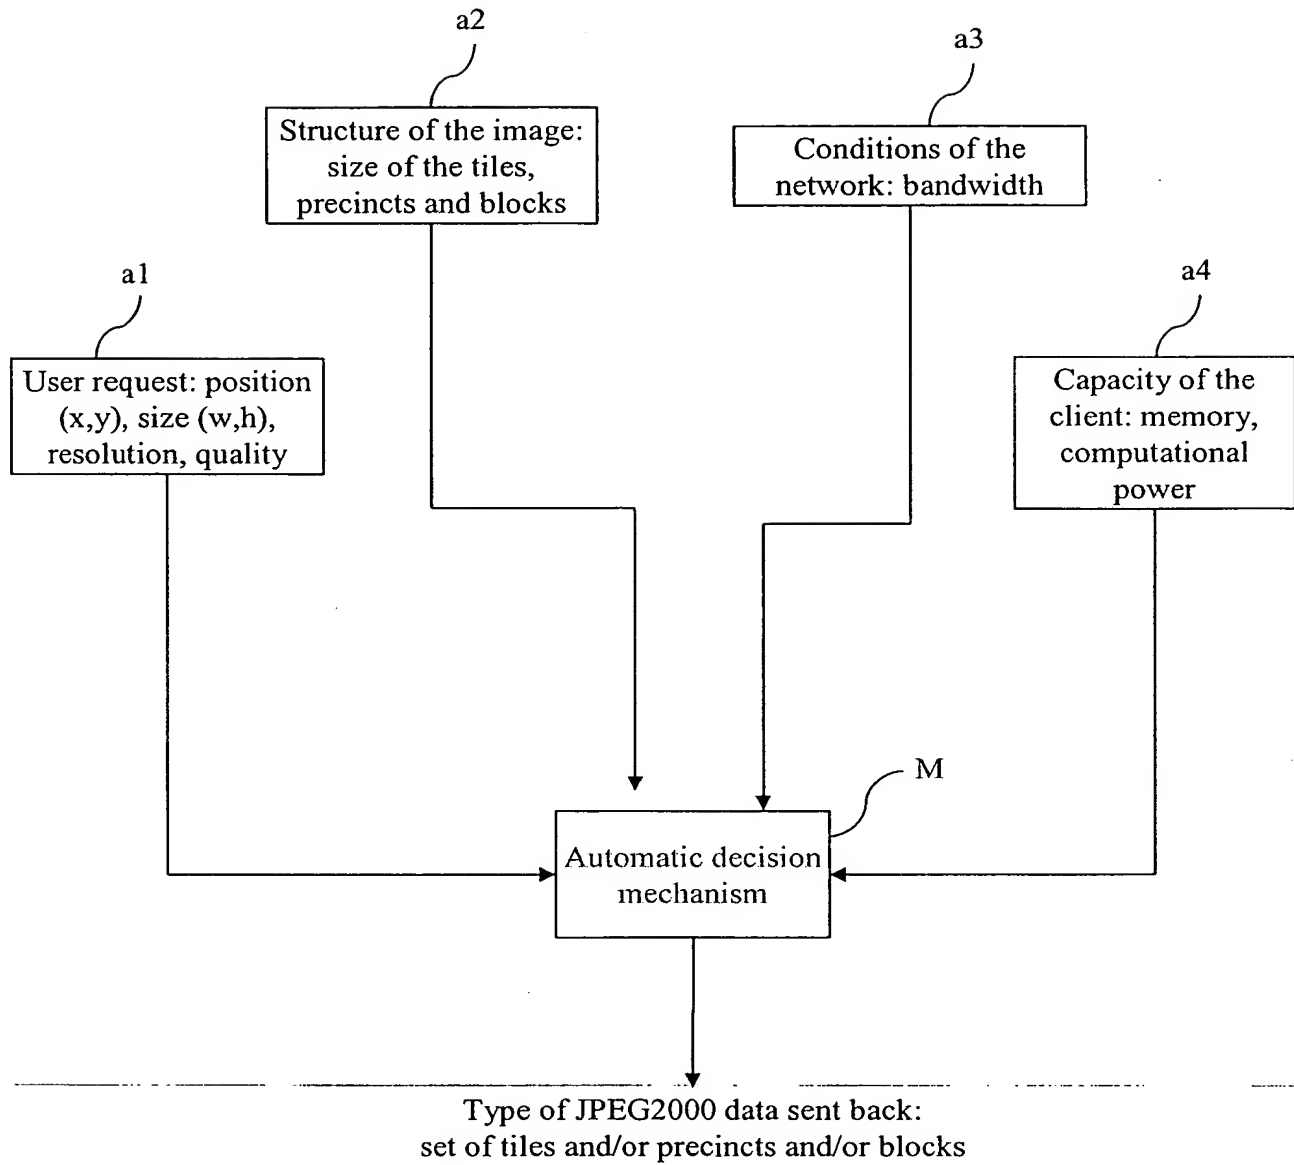 a2
a3
Structure of the image:
size of the tiles,
precincts and blocks
Conditions of the
network: bandwidth
a1
a4
User request: position
(x,y), size (w,h),
resolution, quality
Capacity of the
client: memory,
computational
power
M
Automatic decision
mechanism
Type of JPEG2000 data sent back:
set of tiles and/or precincts and/or blocks